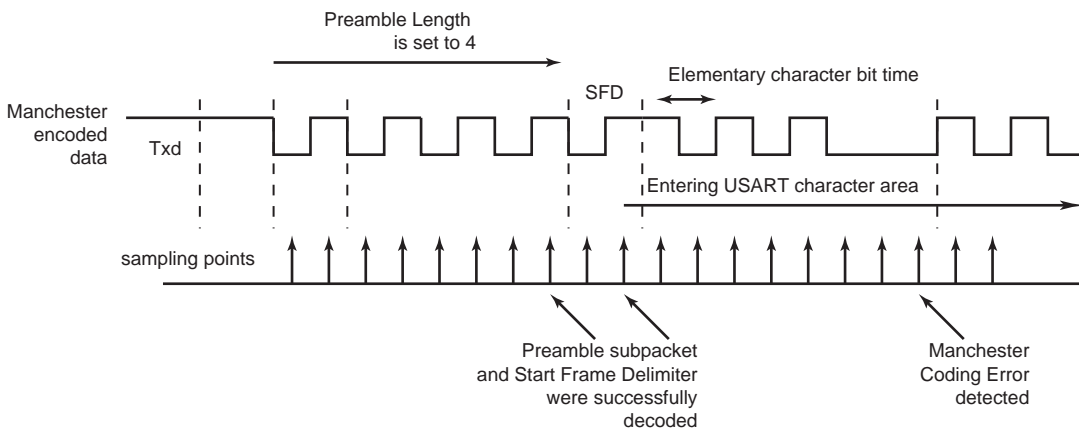 Preamble Length
is set to 4
Elementary character bit time
SFD
Manchester
encoded
data
Txd
Entering USART character area
sampling points
Preamble subpacket
and Start Frame Delimiter
were successfully
decoded
Manchester
Coding Error
detected